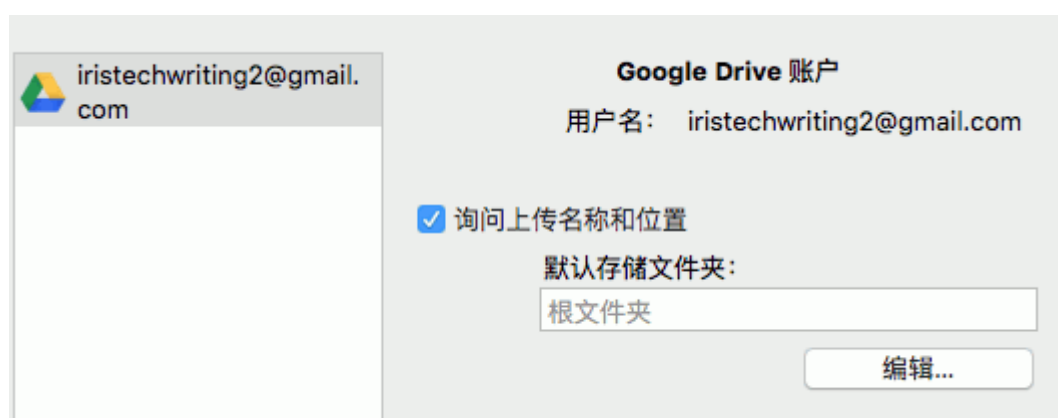 iristechwriting2@gmail.
com
Google Drive 账户
用户名： iristechwriting2@gmail.com
询问上传名称和位置
默认存储文件夹：
根文件夹
编辑...